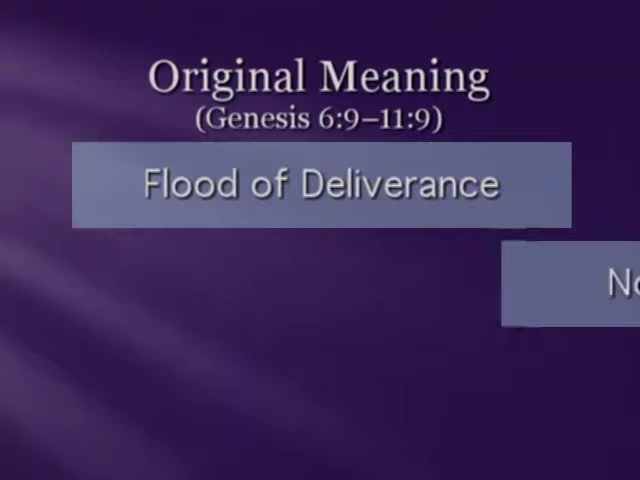 Original Meaning
(Genesis 6:9–11:9)
Flood of Deliverance